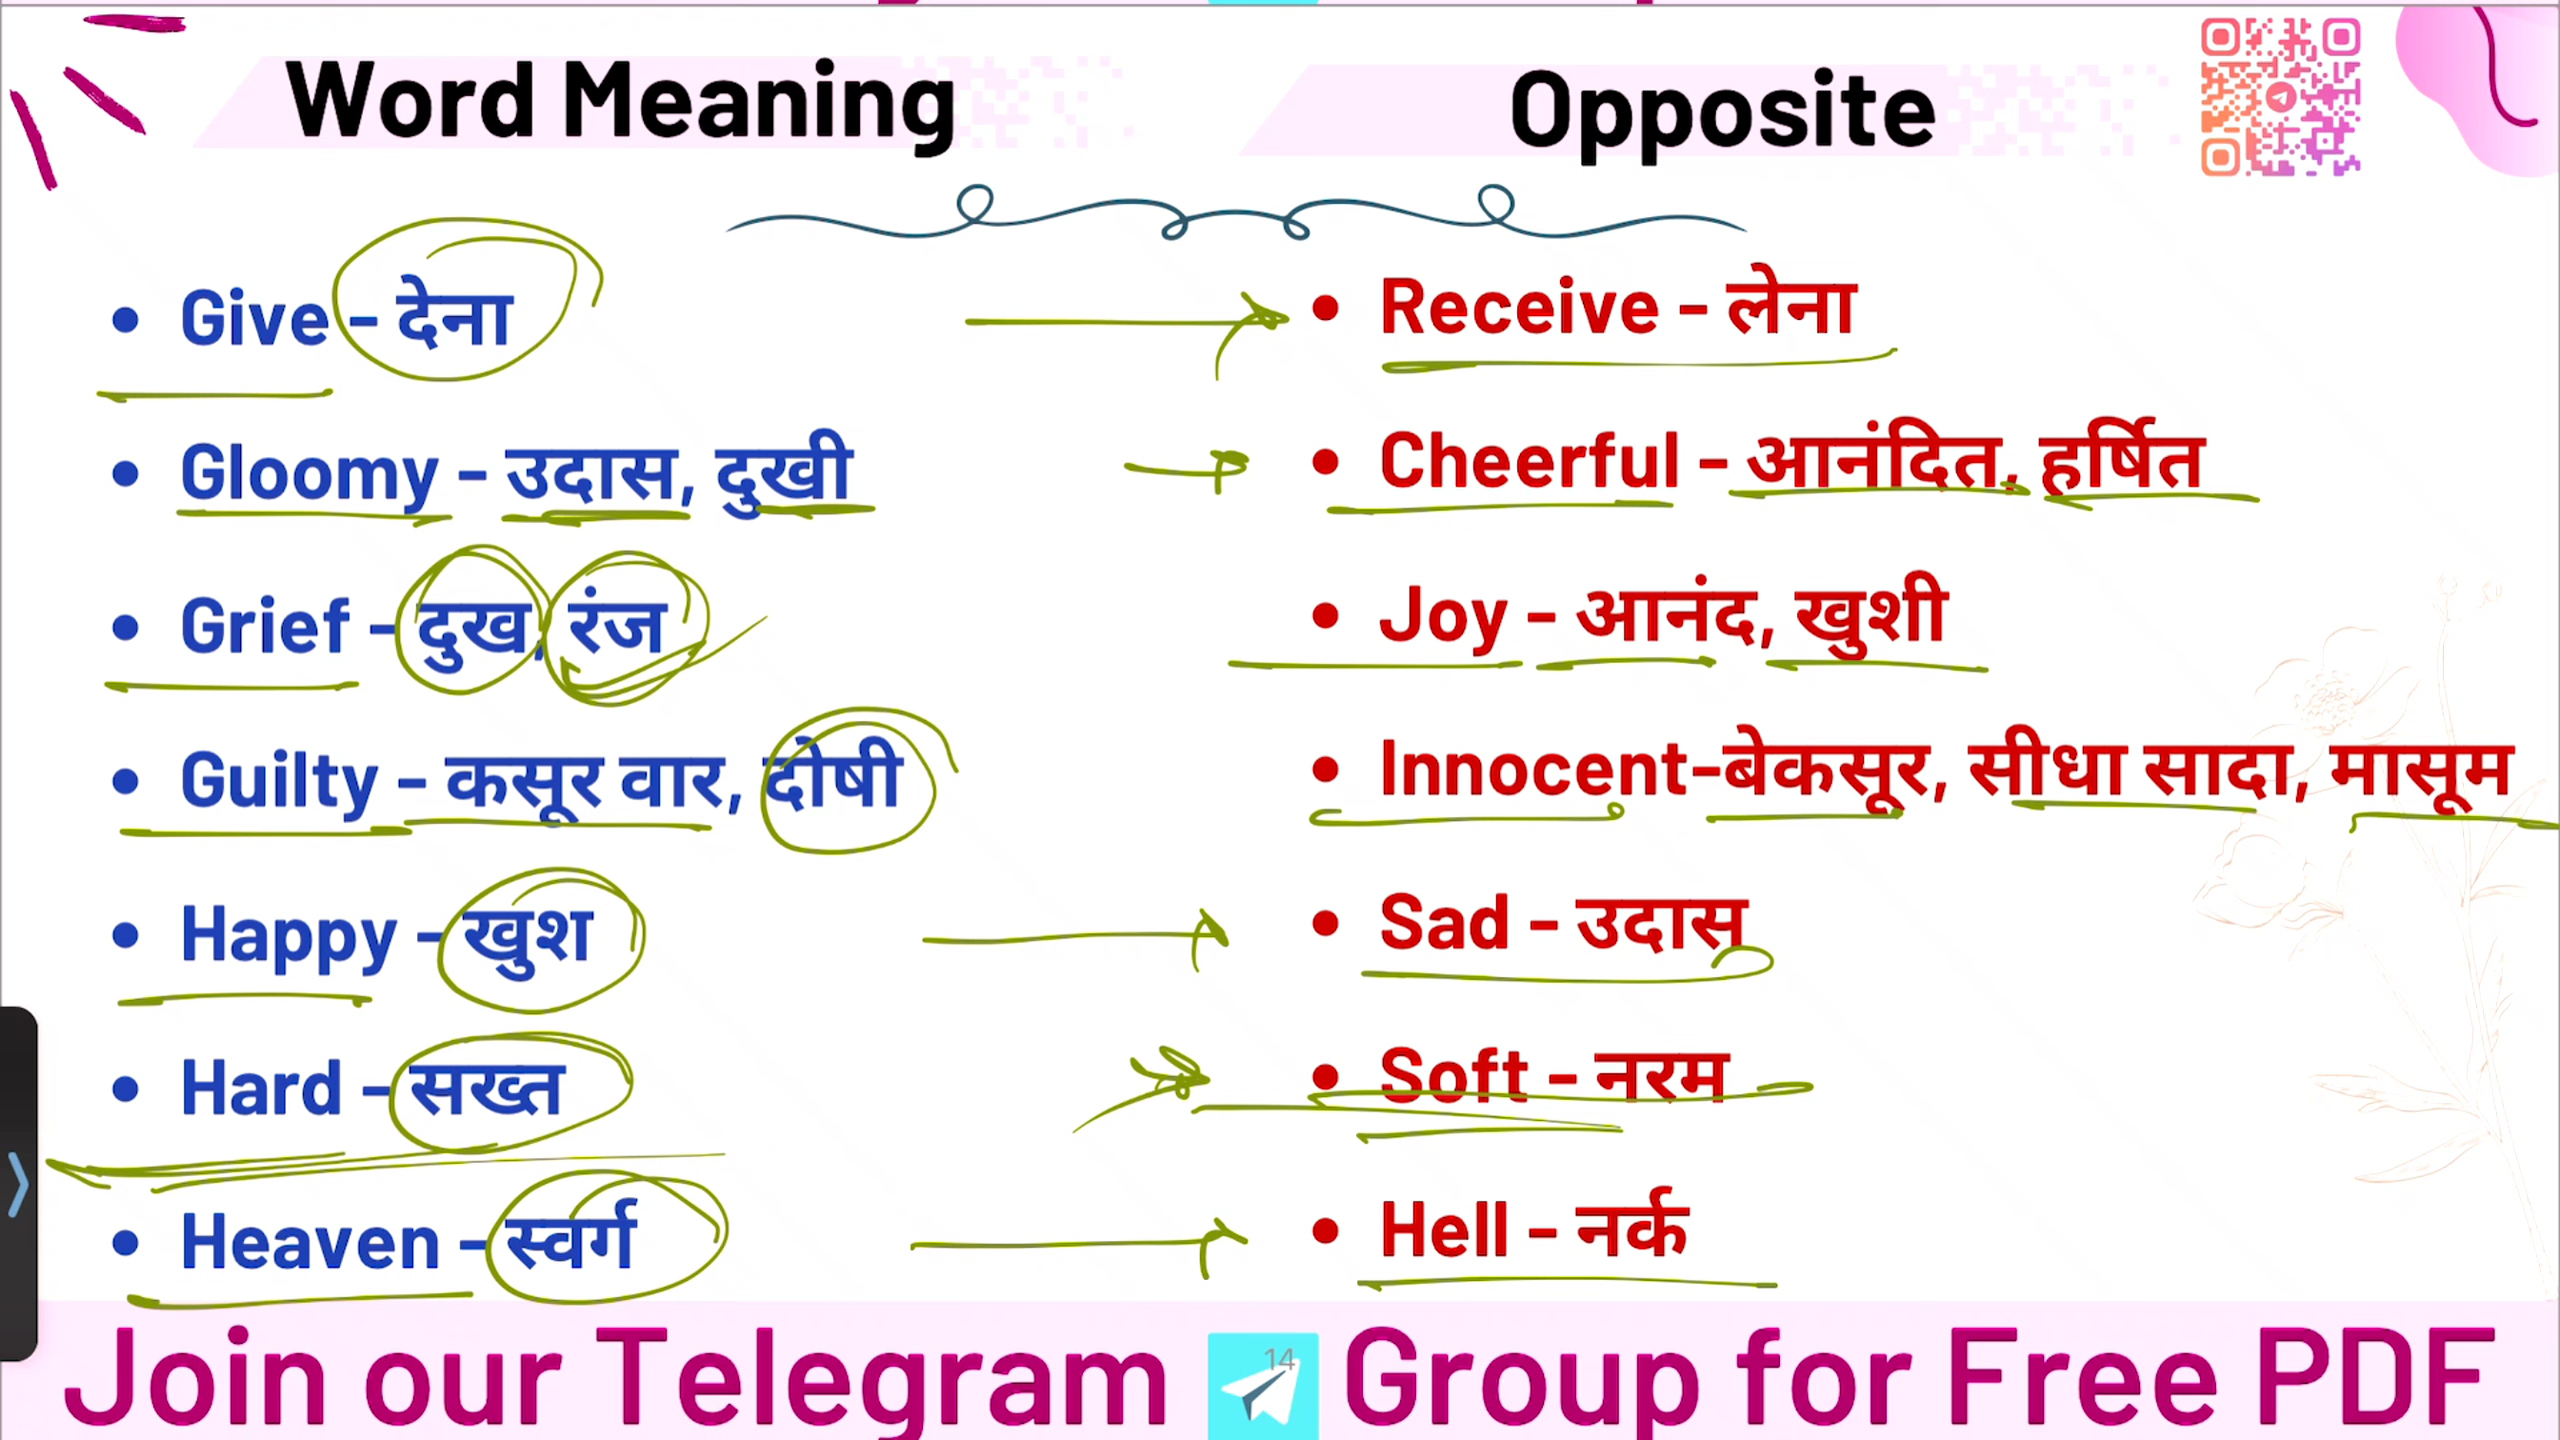 Word Meaning Opposite
• Give - देना • Receive - लेना
• Gloomy - उदास, दुखी • Cheerful - आनंदित, हर्षित
• Grief - दुख, रंज • Joy - आनंद, खुशी
• Guilty - कसूर वार, दोषी • Innocent-बेकसूर, सीधा सादा, मासूम
• Happy - खुश • Sad - उदास
• Hard - सख्त • Soft - नरम
• Heaven - स्वर्ग • Hell - नर्क
Join our Telegram 14 Group for Free PDF